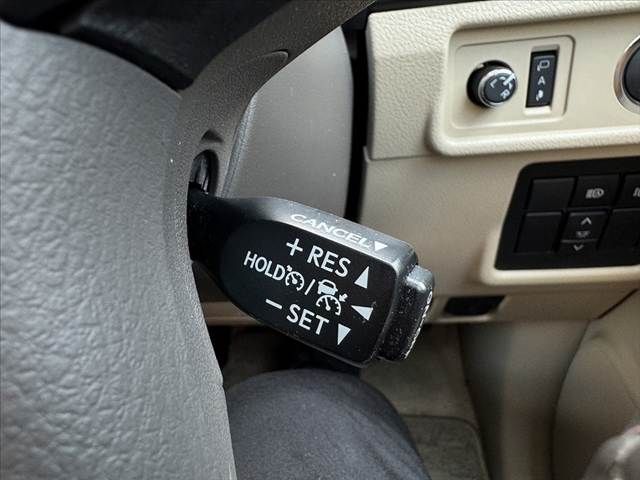 CANCEL▼
+ RES ▲
HOLD /
− SET ▼
A